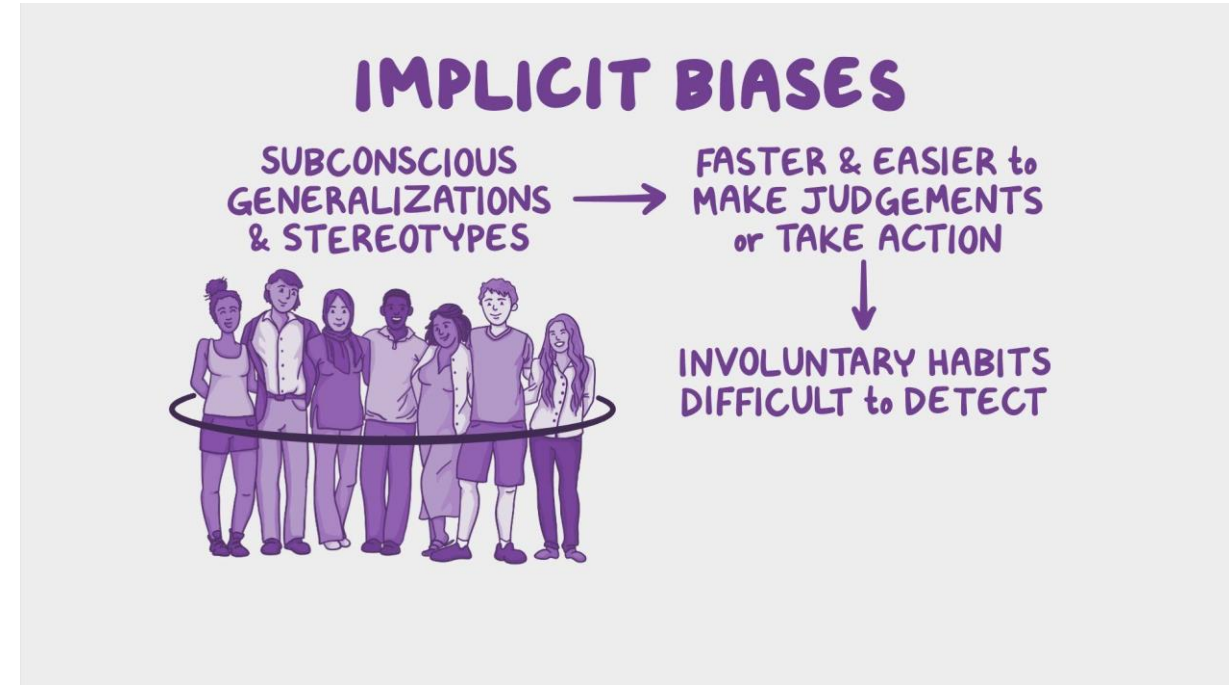 IMPLICIT BIASES
SUBCONSCIOUS
GENERALIZATIONS
& STEREOTYPES
FASTER & EASIER to
MAKE JUDGEMENTS
or TAKE ACTION
INVOLUNTARY HABITS
DIFFICULT to DETECT